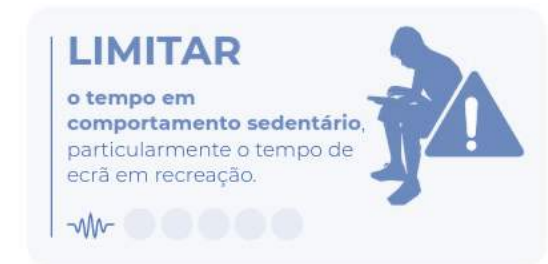 LIMITAR
o tempo em
comportamento sedentário,
particularmente o tempo de
ecrã em recreação.